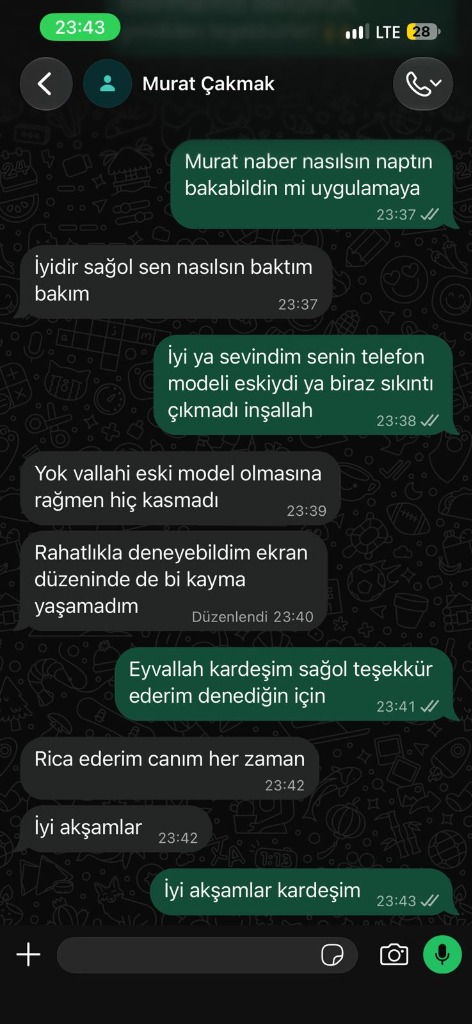 23:43
LTE
28
Murat Çakmak
Murat naber nasılsın naptın
bakabildin mi uygulamaya
23:37
İyidir sağol sen nasılsın baktım
bakım
23:37
İyi ya sevindim senin telefon
modeli eskiydi ya biraz sıkıntı
çıkmadı inşallah
23:38
Yok vallahi eski model olmasına
rağmen hiç kasmadı
23:39
Rahatlıkla deneyebildim ekran
düzeninde de bi kayma
yaşamadım
Düzenlendi 23:40
Eyvallah kardeşim sağol teşekkür
ederim denediğin için
23:41
Rica ederim canım her zaman
23:42
İyi akşamlar
23:42
İyi akşamlar kardeşim
23:43